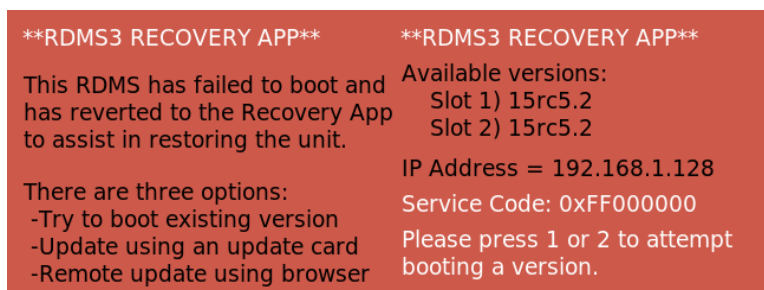 **RDMS3 RECOVERY APP**
This RDMS has failed to boot and
has reverted to the Recovery App
to assist in restoring the unit.
There are three options:
-Try to boot existing version
-Update using an update card
-Remote update using browser
**RDMS3 RECOVERY APP**
Available versions:
Slot 1) 15rc5.2
Slot 2) 15rc5.2
IP Address = 192.168.1.128
Service Code: 0xFF000000
Please press 1 or 2 to attempt
booting a version.